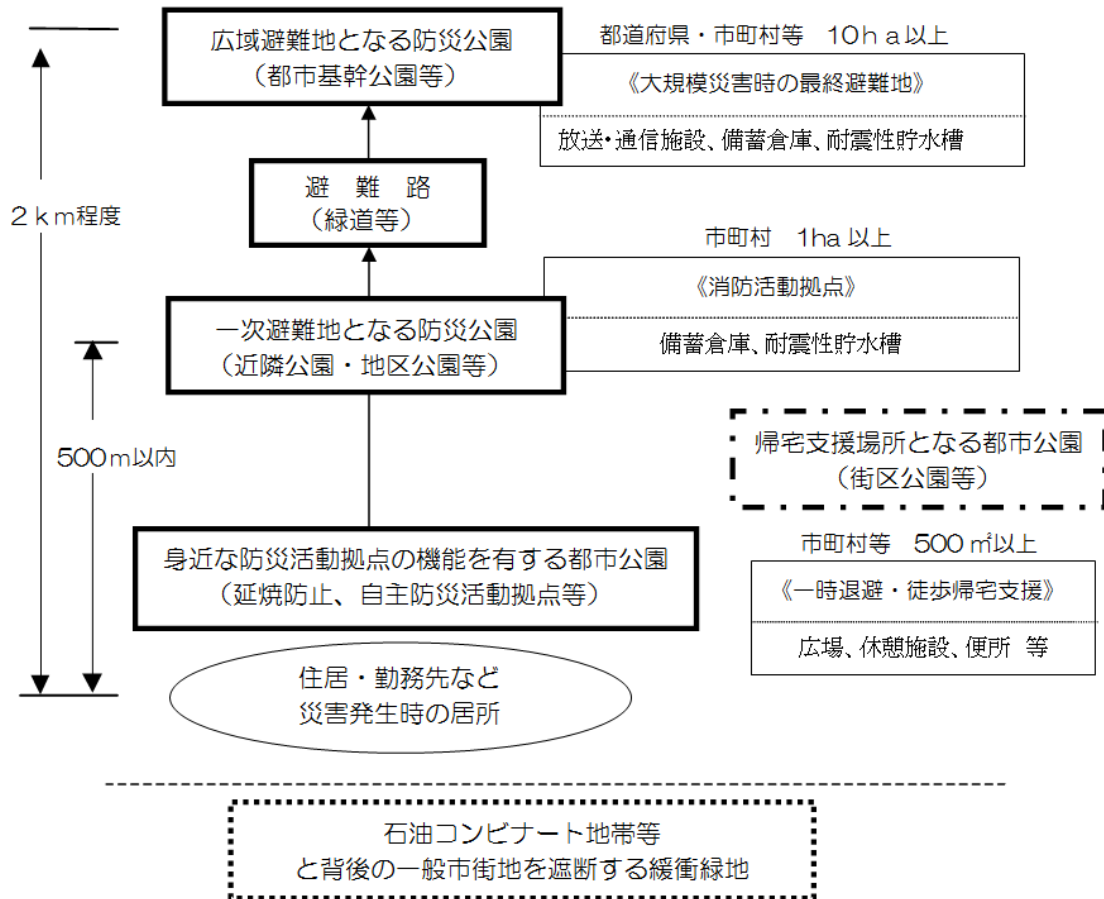 広域避難地となる防災公園
（都市基幹公園等）
都道府県・市町村等　10ｈａ以上
《大規模災害時の最終避難地》
放送・通信施設、備蓄倉庫、耐震性貯水槽
避　難　路
（緑道等）
２ｋｍ程度
市町村　1ha 以上
《消防活動拠点》
備蓄倉庫、耐震性貯水槽
一次避難地となる防災公園
（近隣公園・地区公園等）
500ｍ以内
帰宅支援場所となる都市公園
（街区公園等）
市町村等　500 ㎡以上
《一時退避・徒歩帰宅支援》
広場、休憩施設、便所　等
身近な防災活動拠点の機能を有する都市公園
（延焼防止、自主防災活動拠点等）
住居・勤務先など
災害発生時の居所
石油コンビナート地帯等
と背後の一般市街地を遮断する緩衝緑地